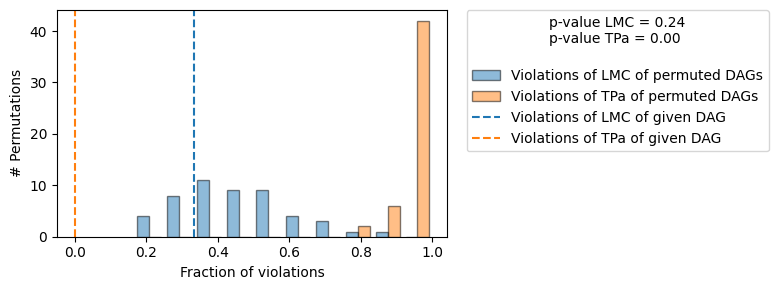 40
30
20
10
0
# Permutations
0.0 0.2 0.4 0.6 0.8 1.0
Fraction of violations
p-value LMC = 0.24
p-value TPa = 0.00
Violations of LMC of permuted DAGs
Violations of TPa of permuted DAGs
Violations of LMC of given DAG
Violations of TPa of given DAG